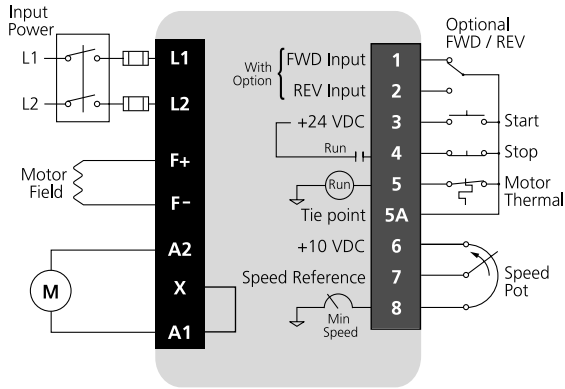 Input
Power
L1
L2
L1
L2
F+
F-
A2
X
A1
Motor
Field
M
With
Option
FWD Input
REV Input
+24 VDC
Run
Run
Tie point
+10 VDC
Speed Reference
Min
Speed
1
2
3
4
5
5A
6
7
8
Optional
FWD / REV
Start
Stop
Motor
Thermal
Speed
Pot